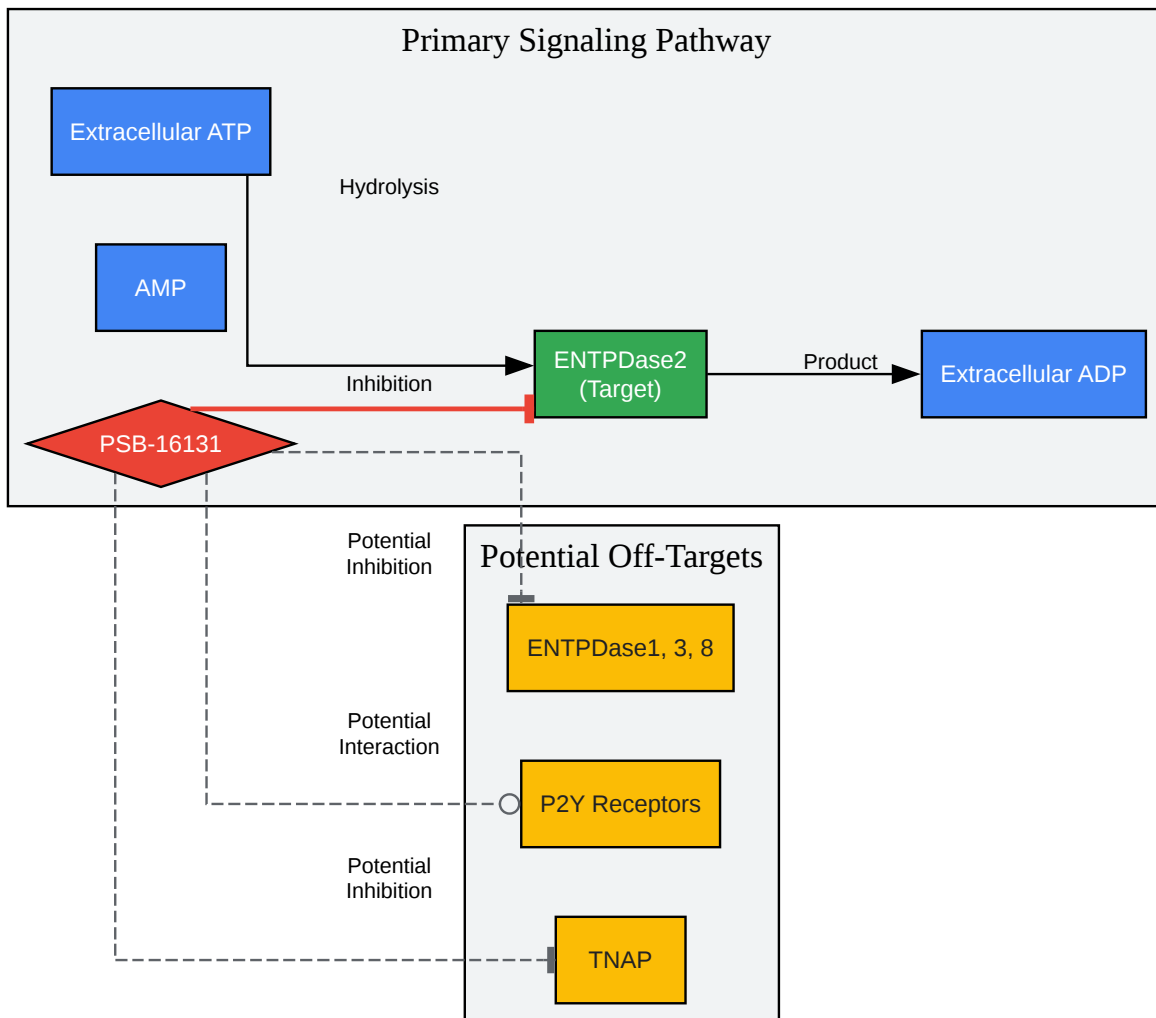 Primary Signaling Pathway
Extracellular ATP
Hydrolysis
AMP
ENTPDase2
(Target)
Product
Extracellular ADP
Inhibition
PSB-16131
Potential
Inhibition
Potential Off-Targets
ENTPDase1, 3, 8
Potential
Interaction
P2Y Receptors
Potential
Inhibition
TNAP